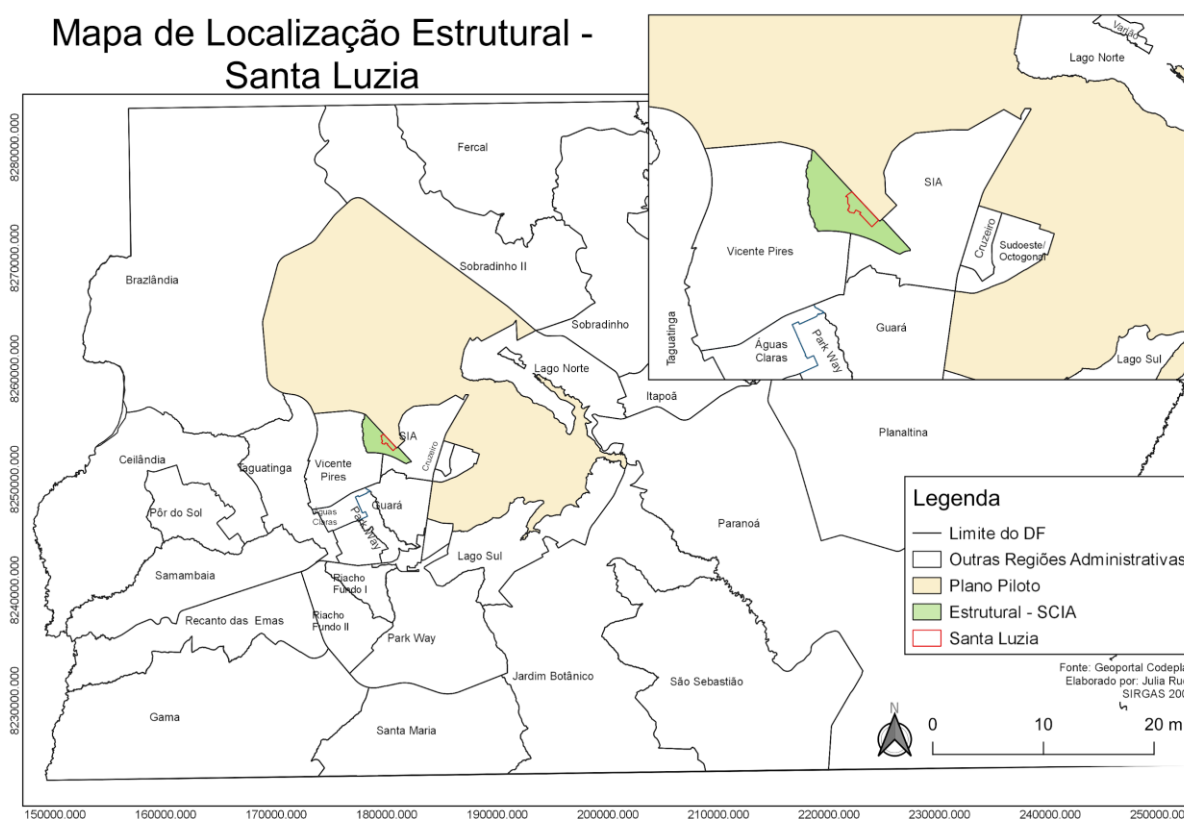 Mapa de Localização Estrutural -
Santa Luzia
Varjão
Lago Norte
SIA
Cruzeiro
Sudoeste/
Octogonal
Vicente Pires
Taguatinga
Águas
Claras
Park Way
Guará
Lago Sul
Fercal
Sobradinho II
Brazlândia
Sobradinho
Lago Norte
Itapoã
Planaltina
SIA
Cruzeiro
Ceilândia
Taguatinga
Vicente
Pires
Pôr do Sol
Águas
Claras
Park Way
Guará
Paranoá
Lago Sul
Samambaia
Riacho
Fundo I
Recanto das Emas
Riacho
Fundo II
Park Way
Jardim Botânico
São Sebastião
Gama
Santa Maria
Legenda
Limite do DF
Outras Regiões Administrativas
Plano Piloto
Estrutural - SCIA
Santa Luzia
Fonte: Geoportal Codepla
Elaborado por: Julia Ru
SIRGAS 200
N
0 10 20 m
8280000.000
8270000.000
8260000.000
8250000.000
8240000.000
8230000.000
150000.000 160000.000 170000.000 180000.000 190000.000 200000.000 210000.000 220000.000 230000.000 240000.000 250000.000